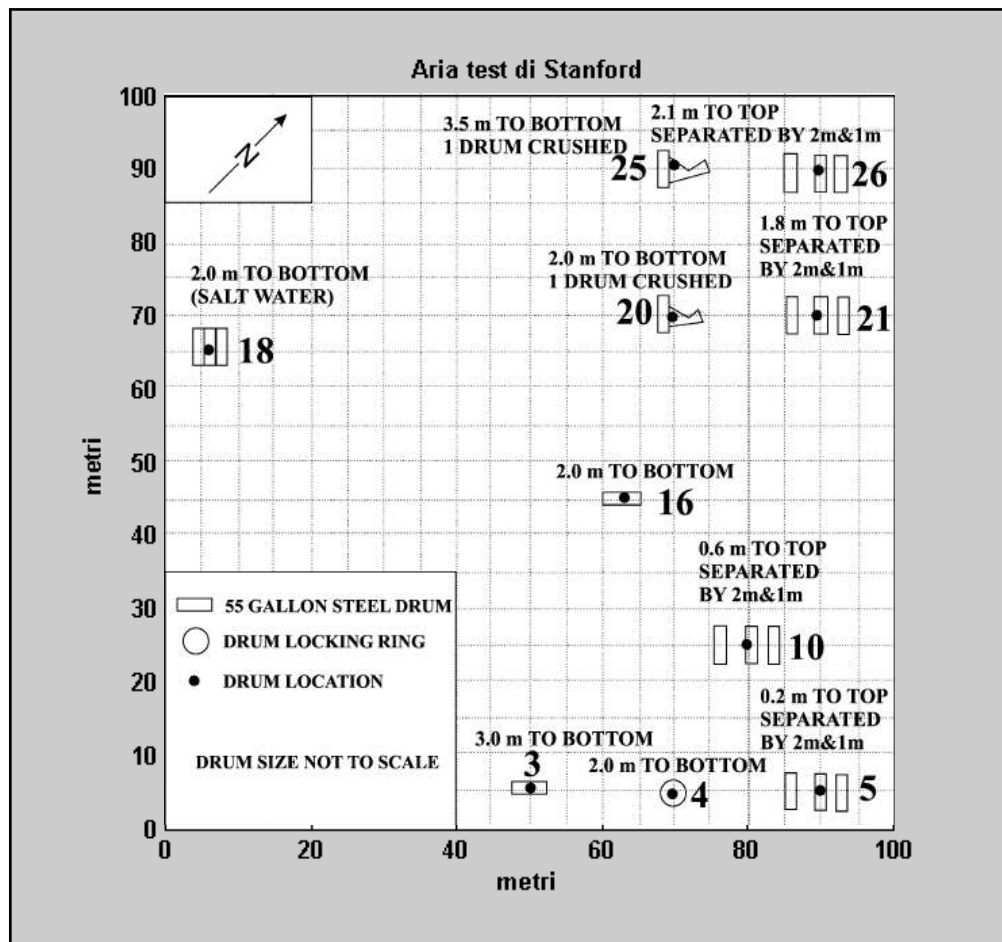 Aria test di Stanford
100
90
80
70
60
50
40
30
20
10
0
metri
N
3.5 m TO BOTTOM
1 DRUM CRUSHED
25
2.1 m TO TOP
SEPARATED BY 2m&1m
26
1.8 m TO TOP
SEPARATED
BY 2m&1m
21
2.0 m TO BOTTOM
1 DRUM CRUSHED
20
2.0 m TO BOTTOM
(SALT WATER)
18
2.0 m TO BOTTOM
16
0.6 m TO TOP
SEPARATED
BY 2m&1m
10
55 GALLON STEEL DRUM
DRUM LOCKING RING
DRUM LOCATION
DRUM SIZE NOT TO SCALE
3.0 m TO BOTTOM
3
2.0 m TO BOTTOM
4
0.2 m TO TOP
SEPARATED
BY 2m&1m
5
0 20 40 60 80 100
metri